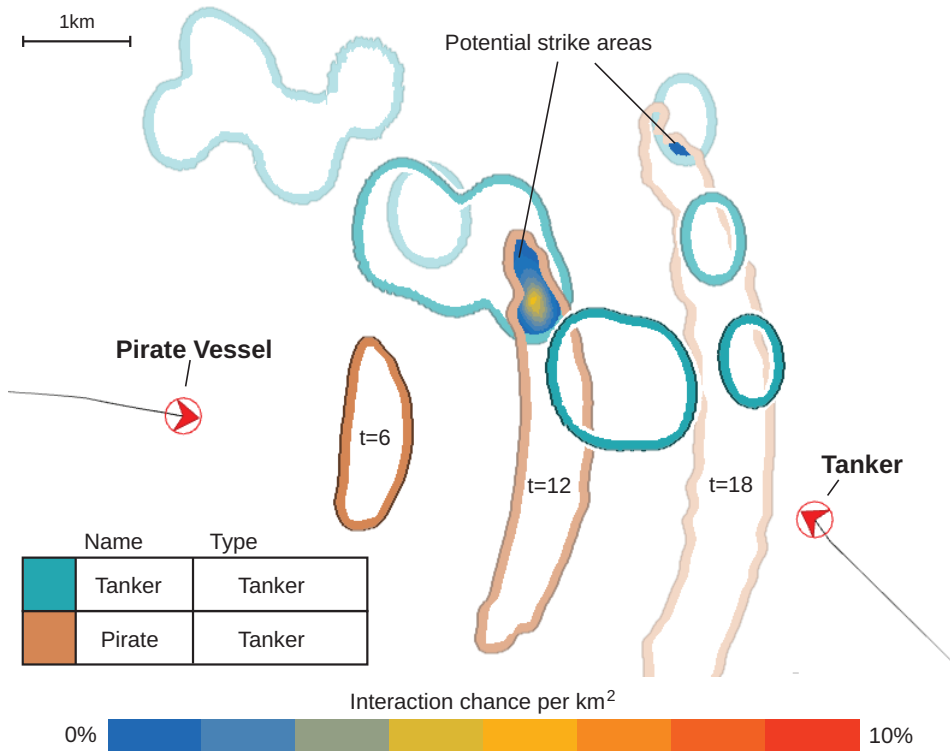 1km
Potential strike areas
Pirate Vessel
t=6
Tanker
t=12
t=18
Name Type
Tanker Tanker
Pirate Tanker
Interaction chance per km²
0% 10%